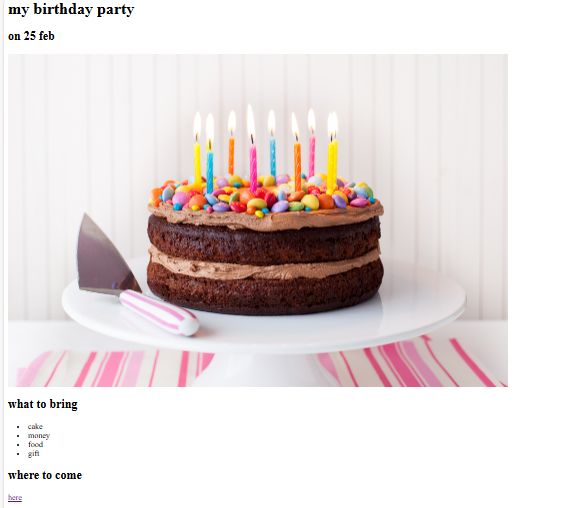 my birthday party
on 25 feb
what to bring
cake
money
food
gift
where to come
here